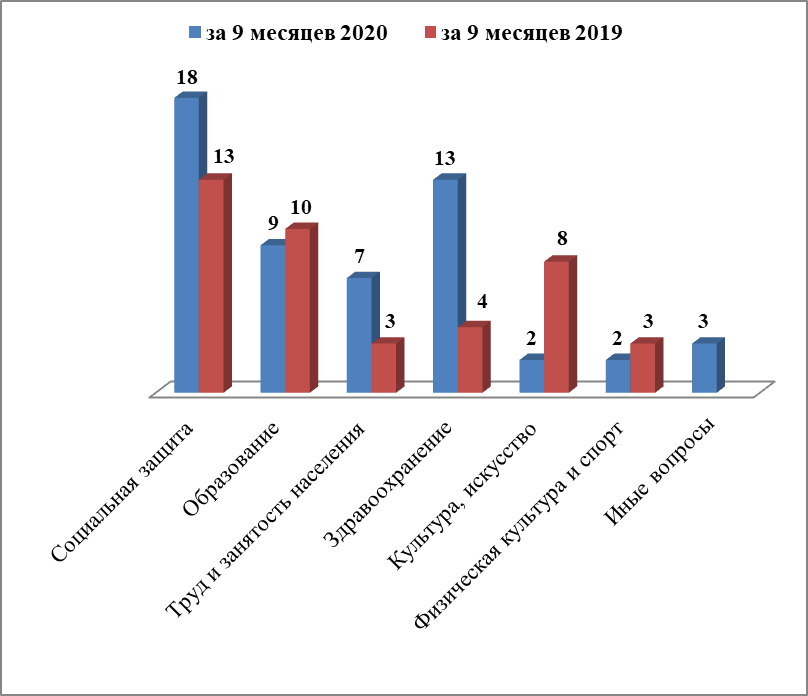 за 9 месяцев 2020 за 9 месяцев 2019
18 13
9 10
7 3
13 4
2 8
2 3
3
Социальная защита
Образование
Труд и занятость населения
Здравоохранение
Культура, искусство
Физическая культура и спорт
Иные вопросы